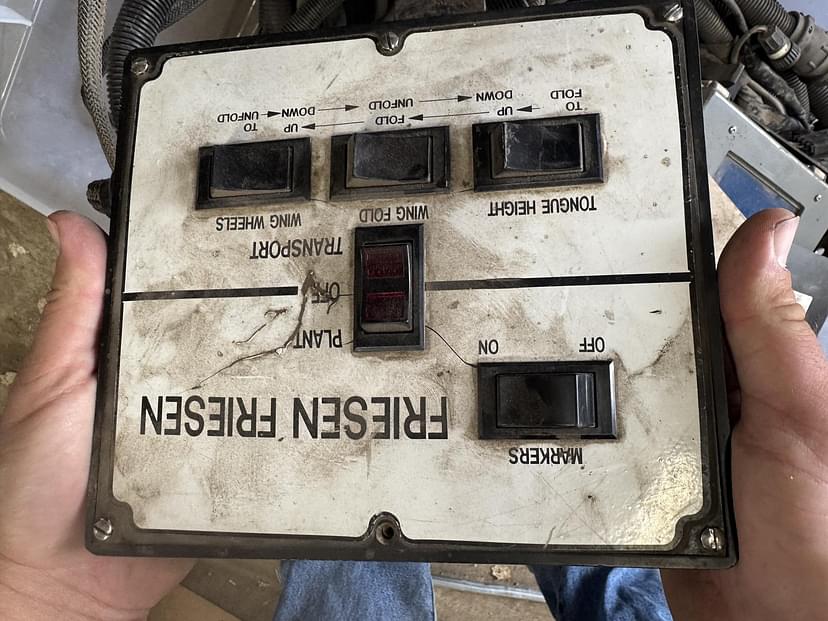 MARKERS
OFF ON
FRIESEN FRIESEN
PLANT
OFF
TRANSPORT
TONGUE HEIGHT WING FOLD WING WHEELS
TO UP FOLD UP TO
FOLD DOWN UNFOLD DOWN UNFOLD